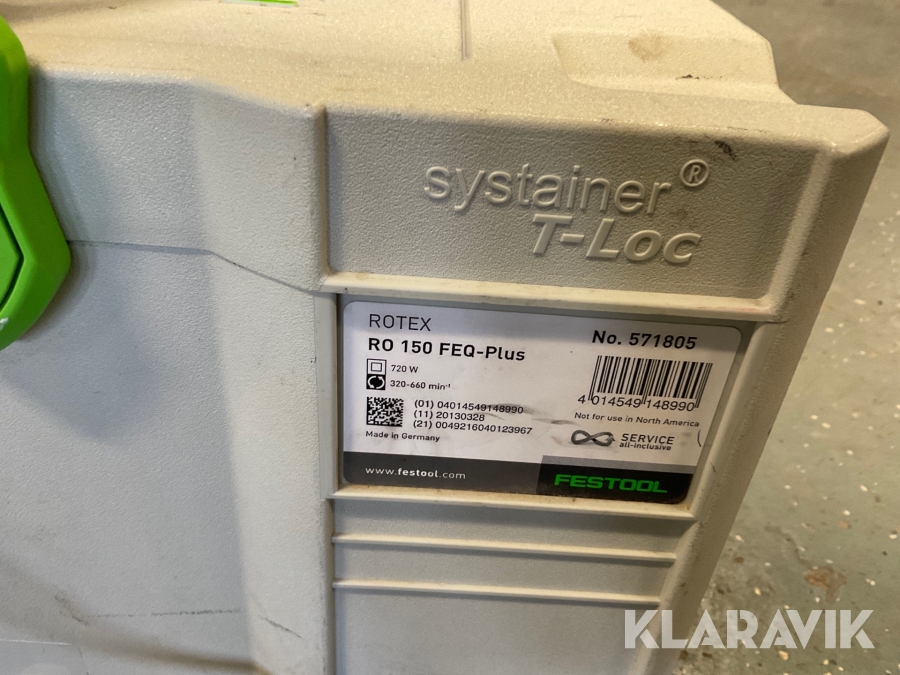 systainer®
T-Loc
ROTEX
RO 150 FEQ-Plus
720 W
320-660 min-¹
(01) 04014549148990
(11) 20130328
(21) 0049216040123967
Made in Germany
No. 571805
4 014549 148990
Not for use in North America
SERVICE
all-inclusive
www.festool.com
FESTOOL
KLARAVIK